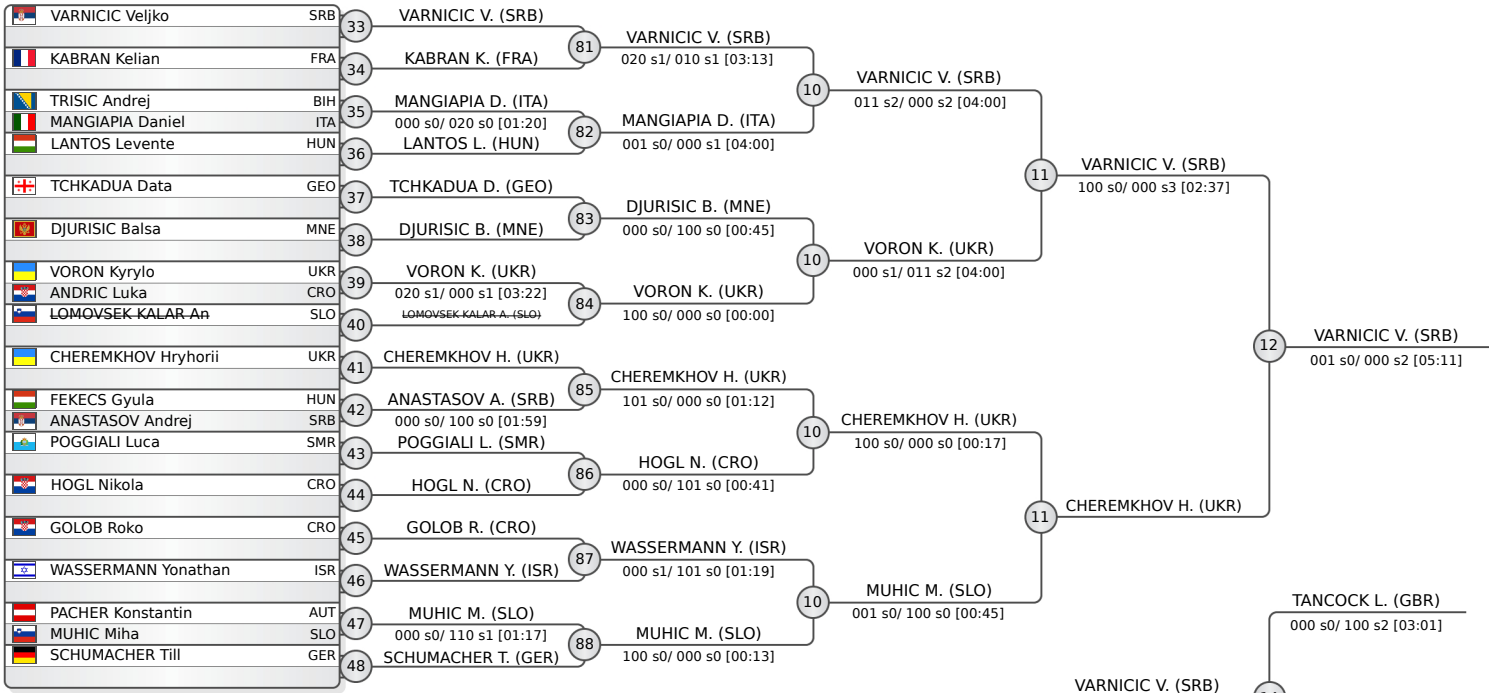 VARNICIC Veljko SRB
KABRAN Kelian FRA
TRISIC Andrej BIH
MANGIAPIA Daniel ITA
LANTOS Levente HUN
TCHKADUA Data GEO
DJURISIC Balsa MNE
VORON Kyrylo UKR
ANDRIC Luka CRO
LOMOVSEK KALAR An SLO
CHEREMKHOV Hryhorii UKR
FEKECS Gyula HUN
ANASTASOV Andrej SRB
POGGIALI Luca SMR
HOGL Nikola CRO
GOLOB Roko CRO
WASSERMANN Yonathan ISR
PACHER Konstantin AUT
MUHIC Miha SLO
SCHUMACHER Till GER
33
34
35
36
37
38
39
40
41
42
43
44
45
46
47
48
VARNICIC V. (SRB)
KABRAN K. (FRA)
MANGIAPIA D. (ITA)
000 s0/ 020 s0 [01:20]
LANTOS L. (HUN)
TCHKADUA D. (GEO)
DJURISIC B. (MNE)
VORON K. (UKR)
020 s1/ 000 s1 [03:22]
LOMOVSEK KALAR A. (SLO)
CHEREMKHOV H. (UKR)
ANASTASOV A. (SRB)
000 s0/ 100 s0 [01:59]
POGGIALI L. (SMR)
HOGL N. (CRO)
GOLOB R. (CRO)
WASSERMANN Y. (ISR)
MUHIC M. (SLO)
000 s0/ 110 s1 [01:17]
SCHUMACHER T. (GER)
81
82
83
84
85
86
87
88
VARNICIC V. (SRB)
020 s1/ 010 s1 [03:13]
MANGIAPIA D. (ITA)
001 s0/ 000 s1 [04:00]
DJURISIC B. (MNE)
000 s0/ 100 s0 [00:45]
VORON K. (UKR)
100 s0/ 000 s0 [00:00]
CHEREMKHOV H. (UKR)
101 s0/ 000 s0 [01:12]
HOGL N. (CRO)
000 s0/ 101 s0 [00:41]
WASSERMANN Y. (ISR)
000 s1/ 101 s0 [01:19]
MUHIC M. (SLO)
100 s0/ 000 s0 [00:13]
10
10
10
10
VARNICIC V. (SRB)
011 s2/ 000 s2 [04:00]
VORON K. (UKR)
000 s1/ 011 s2 [04:00]
CHEREMKHOV H. (UKR)
100 s0/ 000 s0 [00:17]
MUHIC M. (SLO)
001 s0/ 100 s0 [00:45]
11
11
VARNICIC V. (SRB)
100 s0/ 000 s3 [02:37]
CHEREMKHOV H. (UKR)
12
VARNICIC V. (SRB)
001 s0/ 000 s2 [05:11]
TANCOCK L. (GBR)
000 s0/ 100 s2 [03:01]
VARNICIC V. (SRB)